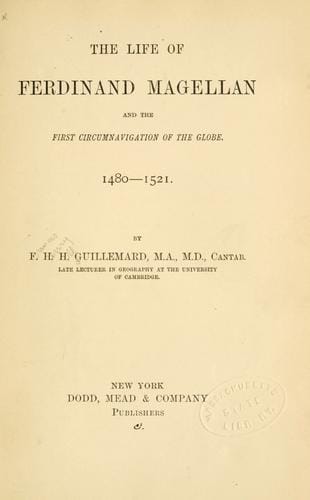 THE LIFE OF
FERDINAND MAGELLAN
AND THE
FIRST CIRCUMNAVIGATION OF THE GLOBE.
1480—1521.
BY
F. H. H. GUILLEMARD, M.A., M.D., CANTAB.
LATE LECTURER IN GEOGRAPHY AT THE UNIVERSITY
OF CAMBRIDGE.
NEW YORK
DODD, MEAD & COMPANY
PUBLISHERS